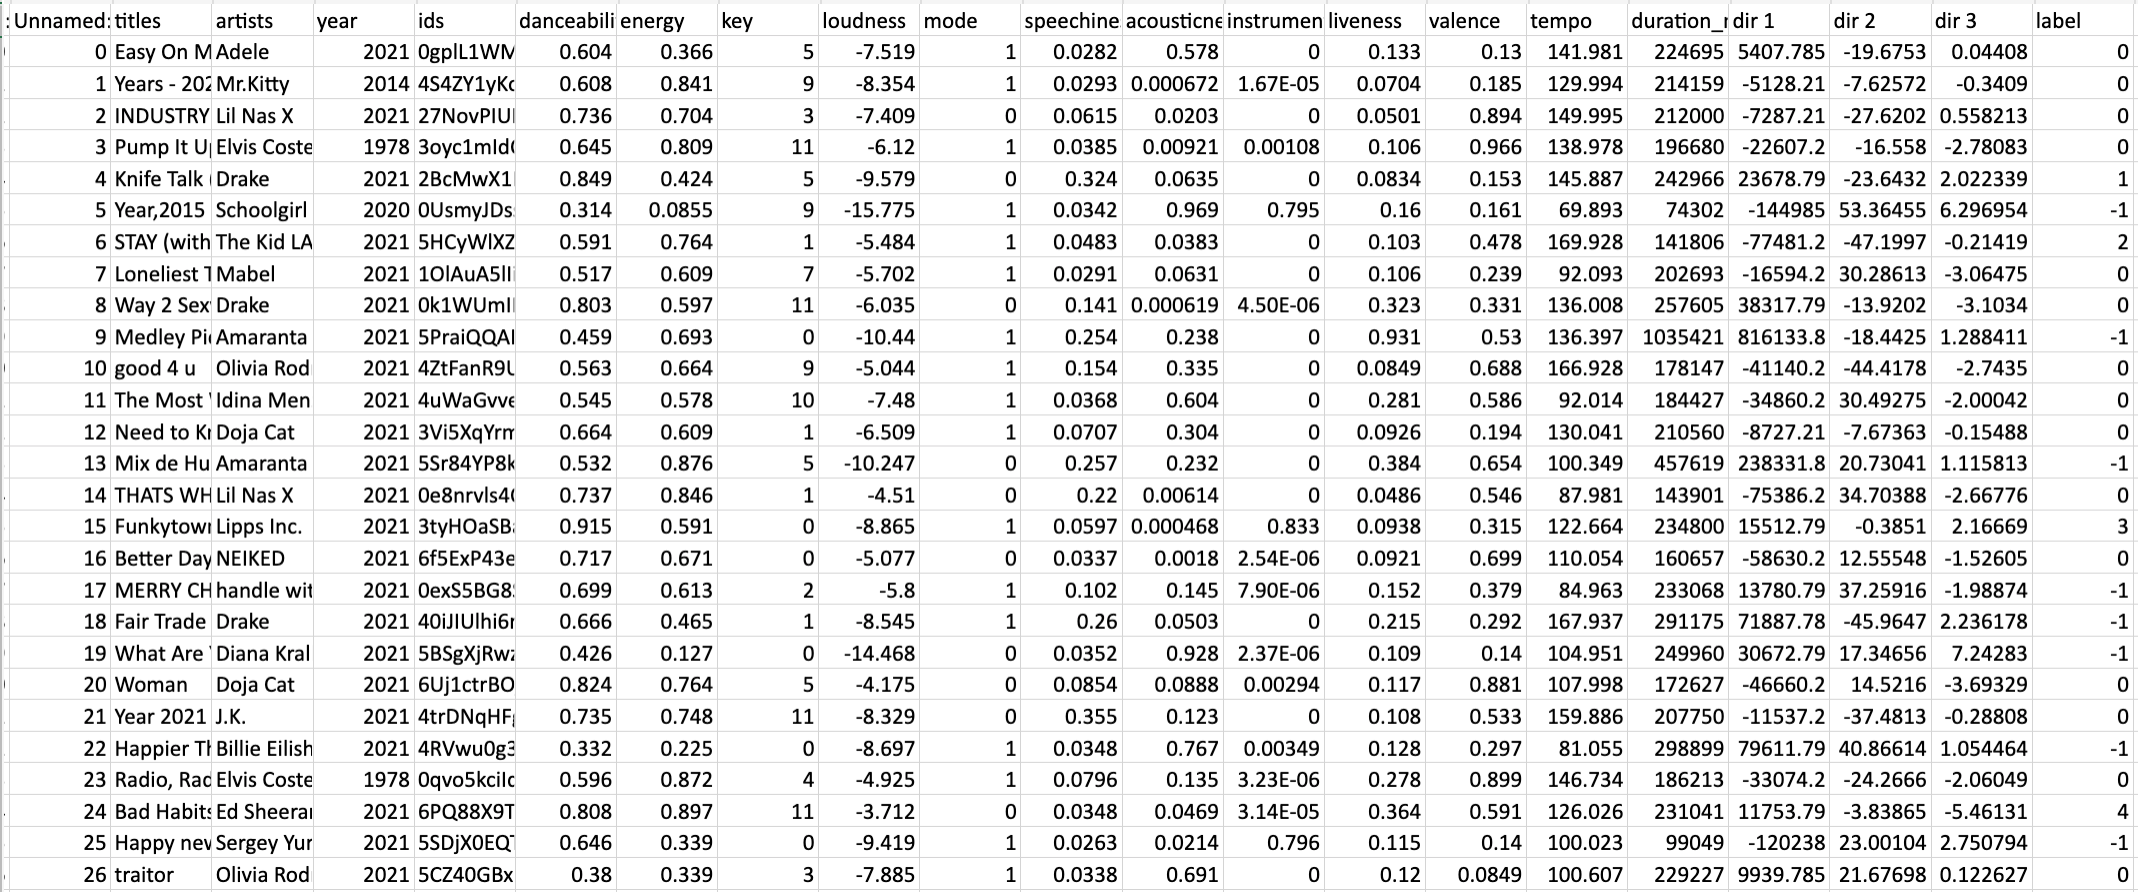 : Unnamed: titles artists year ids danceabili energy key loudness mode speechine acousticne instrumen liveness valence tempo duration_r dir 1 dir 2 dir 3 label
0 Easy On M Adele 2021 0gplL1WM 0.604 0.366 5 -7.519 1 0.0282 0.578 0 0.133 0.13 141.981 224695 5407.785 -19.6753 0.04408 0
1 Years - 202 Mr.Kitty 2014 4S4ZY1yKc 0.608 0.841 9 -8.354 1 0.0293 0.000672 1.67E-05 0.0704 0.185 129.994 214159 -5128.21 -7.62572 -0.3409 0
2 INDUSTRY Lil Nas X 2021 27NovPIUI 0.736 0.704 3 -7.409 0 0.0615 0.0203 0 0.0501 0.894 149.995 212000 -7287.21 -27.6202 0.558213 0
3 Pump It U Elvis Coste 1978 3oyc1mld 0.645 0.809 11 -6.12 1 0.0385 0.00921 0.00108 0.106 0.966 138.978 196680 -22607.2 -16.558 -2.78083 0
4 Knife Talk ( Drake 2021 2BcMwX1 0.849 0.424 5 -9.579 0 0.324 0.0635 0 0.0834 0.153 145.887 242966 23678.79 -23.6432 2.022339 1
5 Year,2015 Schoolgirl 2020 0UsmyJDs 0.314 0.0855 9 -15.775 1 0.0342 0.969 0.795 0.16 0.161 69.893 74302 -144985 53.36455 6.296954 -1
6 STAY (with The Kid LA 2021 5HCyWlXZ 0.591 0.764 1 -5.484 1 0.0483 0.0383 0 0.103 0.478 169.928 141806 -77481.2 -47.1997 -0.21419 2
7 Loneliest T Mabel 2021 1OlAuA5lI 0.517 0.609 7 -5.702 1 0.0291 0.0631 0 0.106 0.239 92.093 202693 -16594.2 30.28613 -3.06475 0
8 Way 2 Sex Drake 2021 0k1WUmI 0.803 0.597 11 -6.035 0 0.141 0.000619 4.50E-06 0.323 0.331 136.008 257605 38317.79 -13.9202 -3.1034 0
9 Medley Pi Amaranta 2021 5PraiQQAI 0.459 0.693 0 -10.44 1 0.254 0.238 0 0.931 0.53 136.397 1035421 816133.8 -18.4425 1.288411 -1
10 good 4 u Olivia Rod 2021 4ZtFanR9U 0.563 0.664 9 -5.044 1 0.154 0.335 0 0.0849 0.688 166.928 178147 -41140.2 -44.4178 -2.7435 0
11 The Most Idina Men 2021 4uWaGvve 0.545 0.578 10 -7.48 1 0.0368 0.604 0 0.281 0.586 92.014 184427 -34860.2 30.49275 -2.00042 0
12 Need to Kr Doja Cat 2021 3Vi5XqYrm 0.664 0.609 1 -6.509 1 0.0707 0.304 0 0.0926 0.194 130.041 210560 -8727.21 -7.67363 -0.15488 0
13 Mix de Hu Amaranta 2021 5Sr84YP8k 0.532 0.876 5 -10.247 0 0.257 0.232 0 0.384 0.654 100.349 457619 238331.8 20.73041 1.115813 -1
14 THATS WH Lil Nas X 2021 0e8nrvls4 0.737 0.846 1 -4.51 0 0.22 0.00614 0 0.0486 0.546 87.981 143901 -75386.2 34.70388 -2.66776 0
15 Funkytown Lipps Inc. 2021 3tyHOaSB 0.915 0.591 0 -8.865 1 0.0597 0.000468 0.833 0.0938 0.315 122.664 234800 15512.79 -0.3851 2.16669 3
16 Better Day NEIKED 2021 6f5ExP43e 0.717 0.671 0 -5.077 0 0.0337 0.0018 2.54E-06 0.0921 0.699 110.054 160657 -58630.2 12.55548 -1.52605 0
17 MERRY CH handle wit 2021 0exS5BG8 0.699 0.613 2 -5.8 1 0.102 0.145 7.90E-06 0.152 0.379 84.963 233068 13780.79 37.25916 -1.98874 -1
18 Fair Trade Drake 2021 40iJIUlhi6r 0.666 0.465 1 -8.545 1 0.26 0.0503 0 0.215 0.292 167.937 291175 71887.78 -45.9647 2.236178 -1
19 What Are Diana Kral 2021 5BSgXjRwz 0.426 0.127 0 -14.468 0 0.0352 0.928 2.37E-06 0.109 0.14 104.951 249960 30672.79 17.34656 7.24283 -1
20 Woman Doja Cat 2021 6Uj1ctrBO 0.824 0.764 5 -4.175 0 0.0854 0.0888 0.00294 0.117 0.881 107.998 172627 -46660.2 14.5216 -3.69329 0
21 Year 2021 J.K. 2021 4trDNqHF 0.735 0.748 11 -8.329 0 0.355 0.123 0 0.108 0.533 159.886 207750 -11537.2 -37.4813 -0.28808 0
22 Happier Th Billie Eilish 2021 4RVwu0g3 0.332 0.225 0 -8.697 1 0.0348 0.767 0.00349 0.128 0.297 81.055 298899 79611.79 40.86614 1.054464 -1
23 Radio, Rad Elvis Coste 1978 0qvo5kcilc 0.596 0.872 4 -4.925 1 0.0796 0.135 3.23E-06 0.278 0.899 146.734 186213 -33074.2 -24.2666 -2.06049 0
24 Bad Habits Ed Sheerar 2021 6PQ88X9T 0.808 0.897 11 -3.712 0 0.0348 0.0469 3.14E-05 0.364 0.591 126.026 231041 11753.79 -3.83865 -5.46131 4
25 Happy nev Sergey Yur 2021 5SDjX0EQ 0.646 0.339 0 -9.419 1 0.0263 0.0214 0.796 0.115 0.14 100.023 99049 -120238 23.00104 2.750794 -1
26 traitor Olivia Rod 2021 5CZ40GBx 0.38 0.339 3 -7.885 1 0.0338 0.691 0 0.12 0.0849 100.607 229227 9939.785 21.67698 0.122627 0